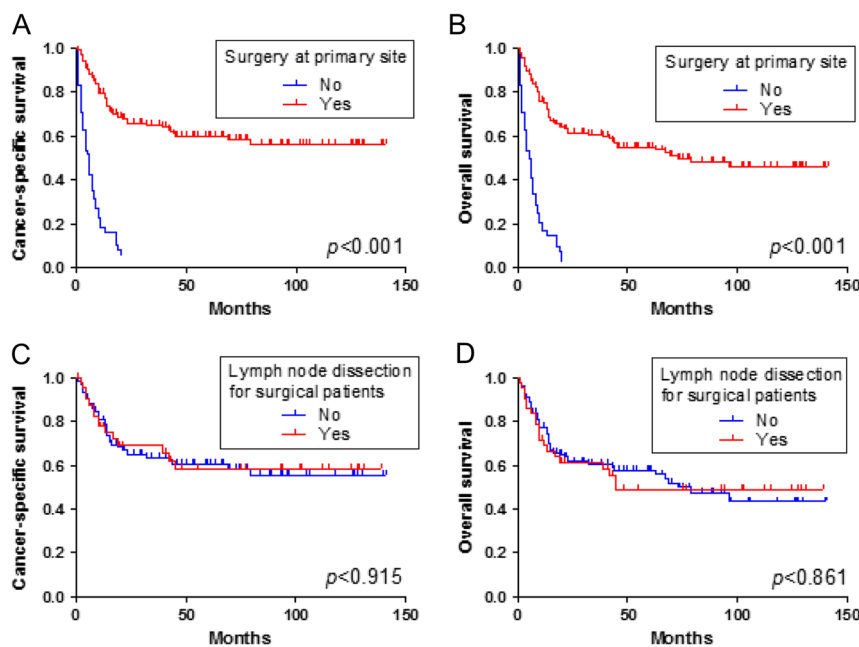 A
Cancer-specific survival
1.0
0.8
0.6
0.4
0.2
0.0
Surgery at primary site
No
Yes
p<0.001
0
50
100
150
Months
B
Overall survival
1.0
0.8
0.6
0.4
0.2
0.0
Surgery at primary site
No
Yes
p<0.001
0
50
100
150
Months
C
Cancer-specific survival
1.0
0.8
0.6
0.4
0.2
0.0
Lymph node dissection
for surgical patients
No
Yes
p<0.915
0
50
100
150
Months
D
Overall survival
1.0
0.8
0.6
0.4
0.2
0.0
Lymph node dissection
for surgical patients
No
Yes
p<0.861
0
50
100
150
Months